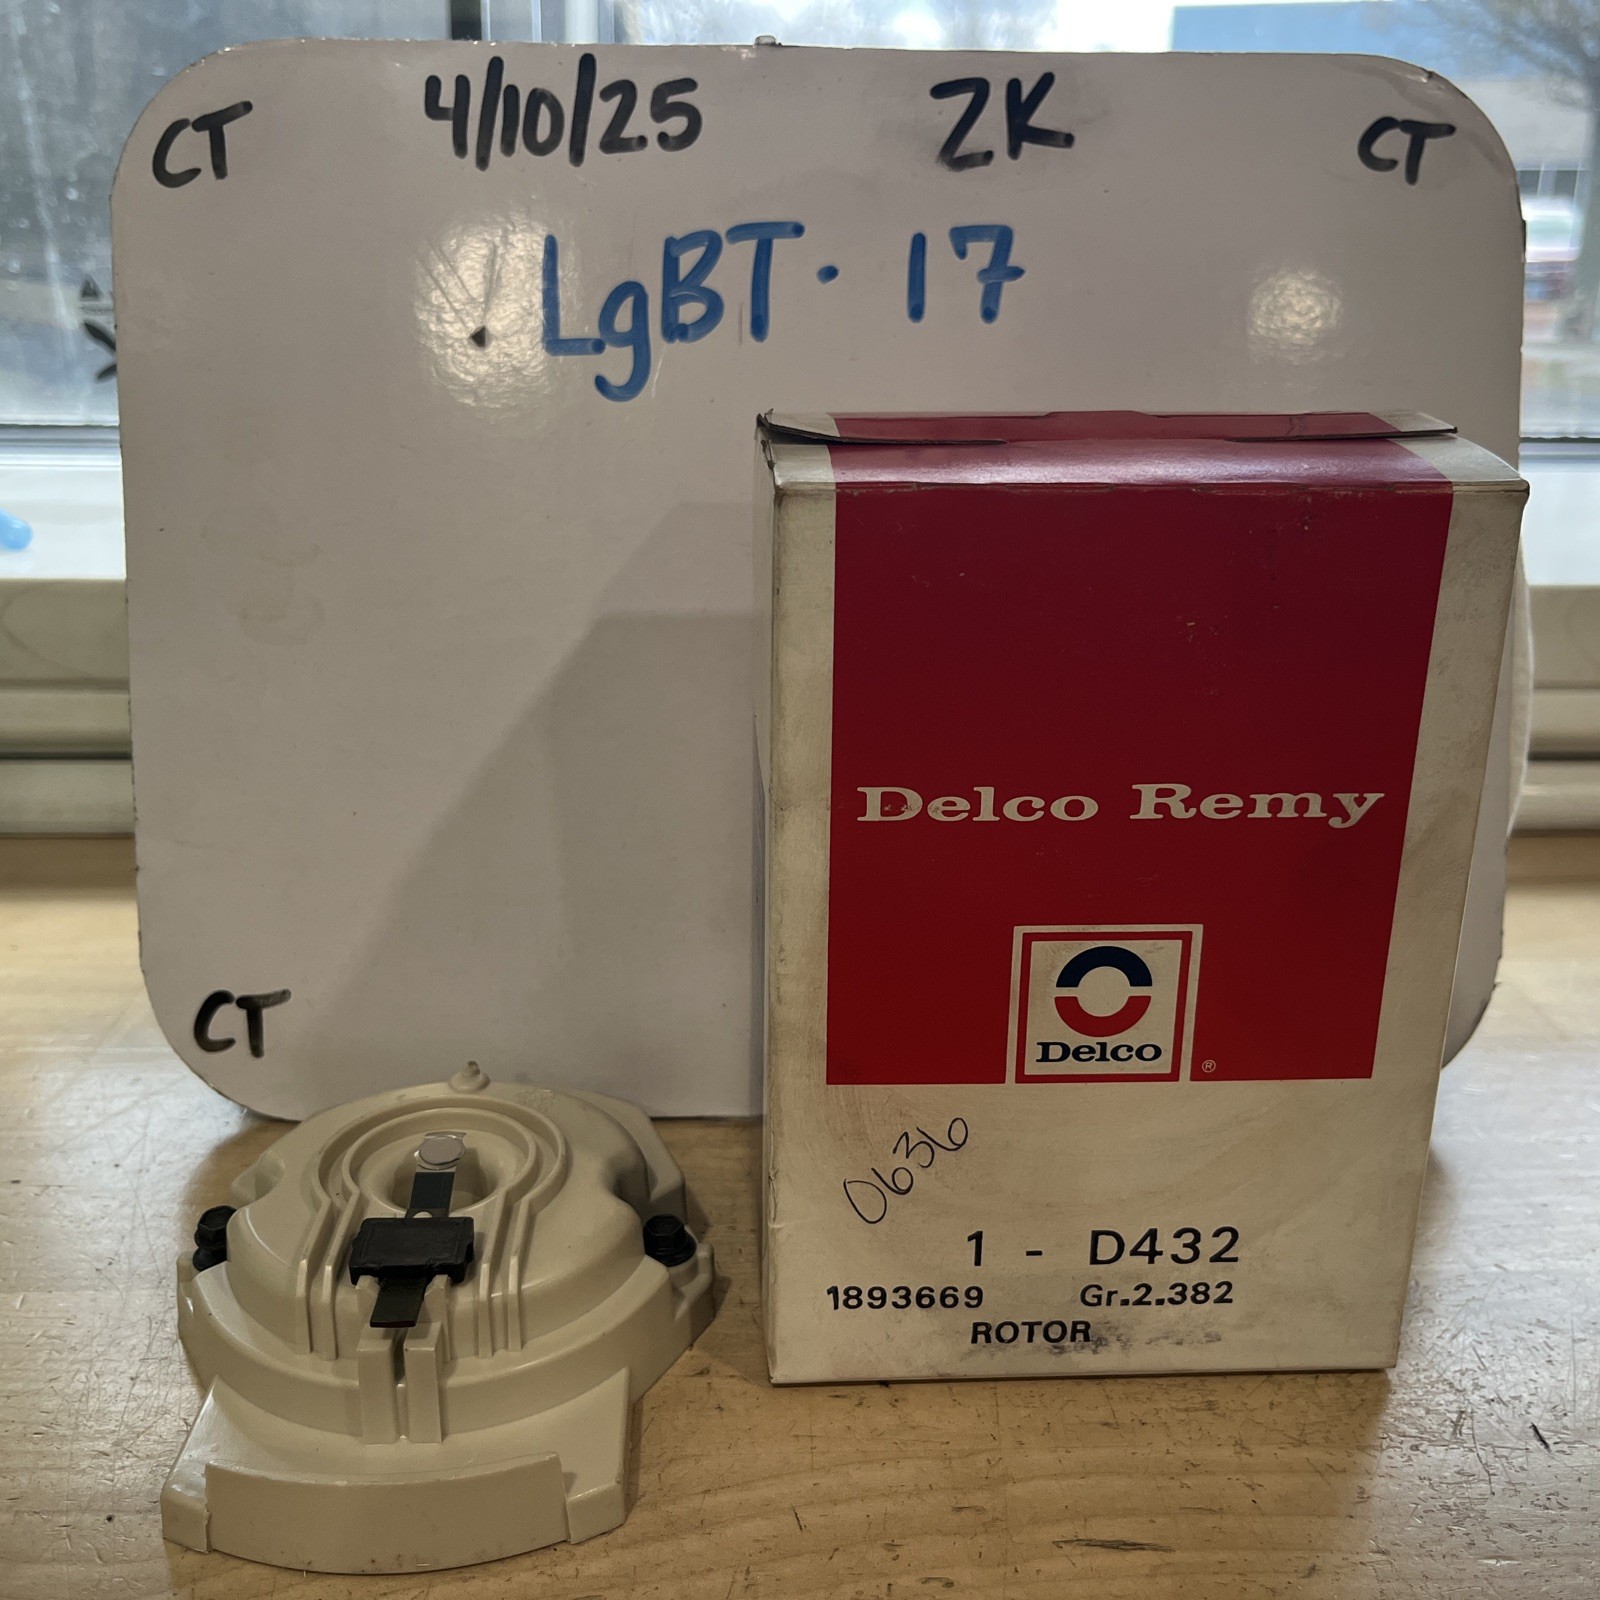 CT 4/10/25 ZK CT
LgBT. 17
Delco Remy
Delco ®
0636
1 - D432
1893669 Gr.2.382
ROTOR
CT